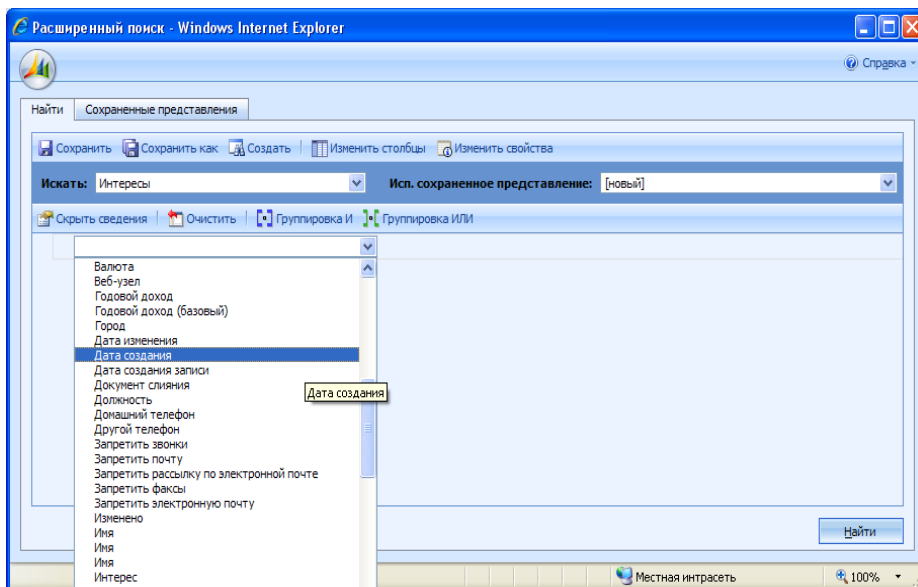 Расширенный поиск - Windows Internet Explorer
Справка
Найти Сохраненные представления
Сохранить Сохранить как Создать Изменить столбцы Изменить свойства
Искать: Интересы Исп. сохраненное представление: [новый]
Скрыть сведения Очистить Группировка И Группировка ИЛИ
Валюта
Веб-узел
Годовой доход
Годовой доход (базовый)
Город
Дата изменения
Дата создания
Дата создания записи
Документ слияния
Должность
Дата создания
Домашний телефон
Другой телефон
Запретить звонки
Запретить почту
Запретить рассылку по электронной почте
Запретить факсы
Запретить электронную почту
Изменено
Имя
Имя
Имя
Интерес
Найти
Местная интрасеть 100%